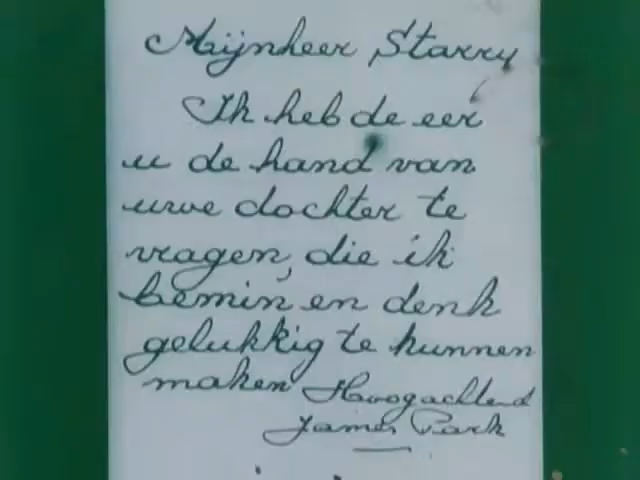 Mijnheer Starry
Ik heb de eer
u de hand van
uwe dochter te
vragen, die ik
bemin, en denk
gelukkig te kunnen
maken Hoogachtend
James Park